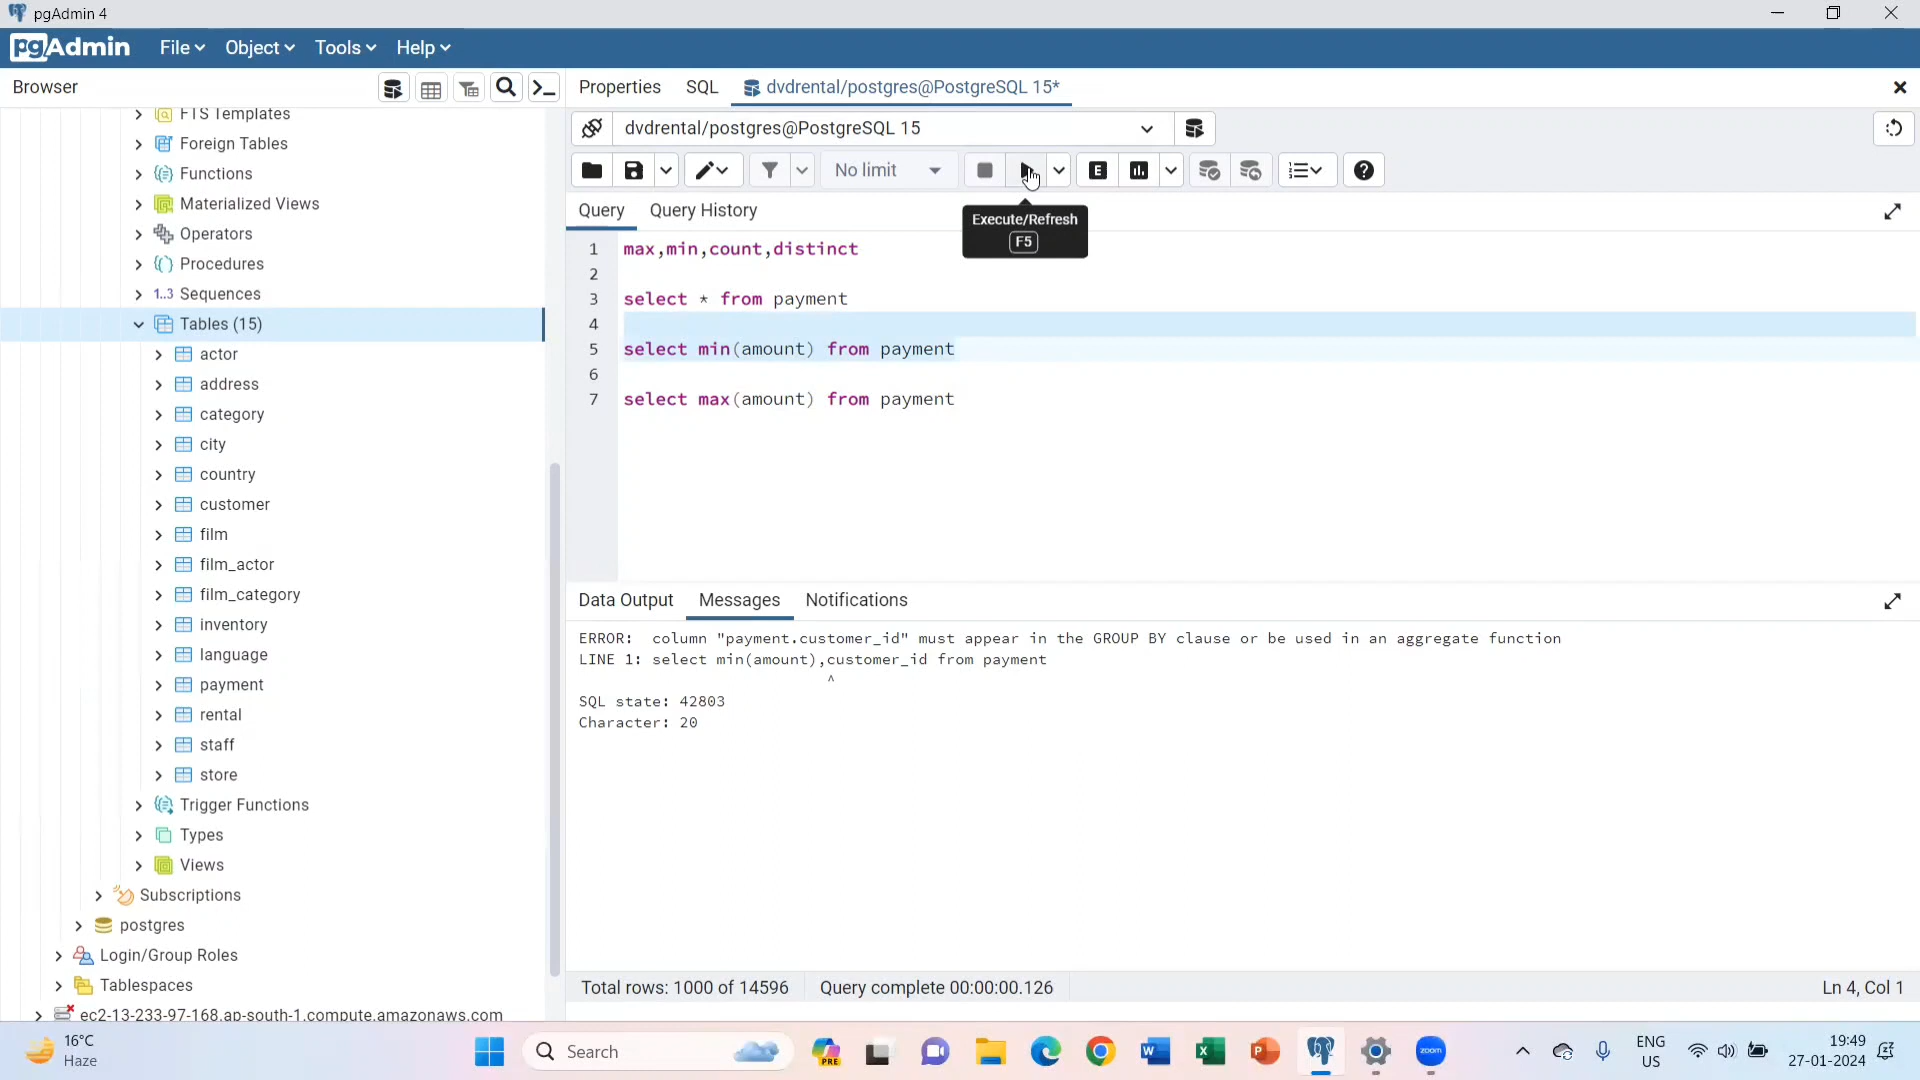 pgAdmin 4
pgAdmin File Object Tools Help
Browser
Properties SQL dvdrental/postgres@PostgreSQL 15*
FTS Templates
Foreign Tables
Functions
Materialized Views
Operators
Procedures
1..3 Sequences
Tables (15)
actor
address
category
city
country
customer
film
film_actor
film_category
inventory
language
payment
rental
staff
store
Trigger Functions
Types
Views
Subscriptions
postgres
Login/Group Roles
Tablespaces
ec2-13-233-97-168.ap-south-1.compute.amazonaws.com
dvdrental/postgres@PostgreSQL 15
No limit E
Query Query History
Execute/Refresh
F5
1 max,min,count,distinct
2
3 select * from payment
4
5 select min(amount) from payment
6
7 select max(amount) from payment
Data Output Messages Notifications
ERROR: column "payment.customer_id" must appear in the GROUP BY clause or be used in an aggregate function
LINE 1: select min(amount),customer_id from payment
^
SQL state: 42803
Character: 20
Total rows: 1000 of 14596 Query complete 00:00:00.126 Ln 4, Col 1
16°C
Haze
Search
PRE
zoom
ENG
US
19:49
27-01-2024